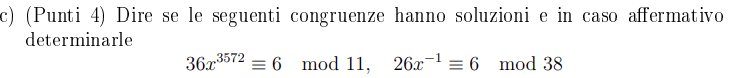 c) (Punti 4) Dire se le seguenti congruenze hanno soluzioni e in caso affermativo
determinarle
36x^{3572} ≡ 6 mod 11, 26x^{-1} ≡ 6 mod 38